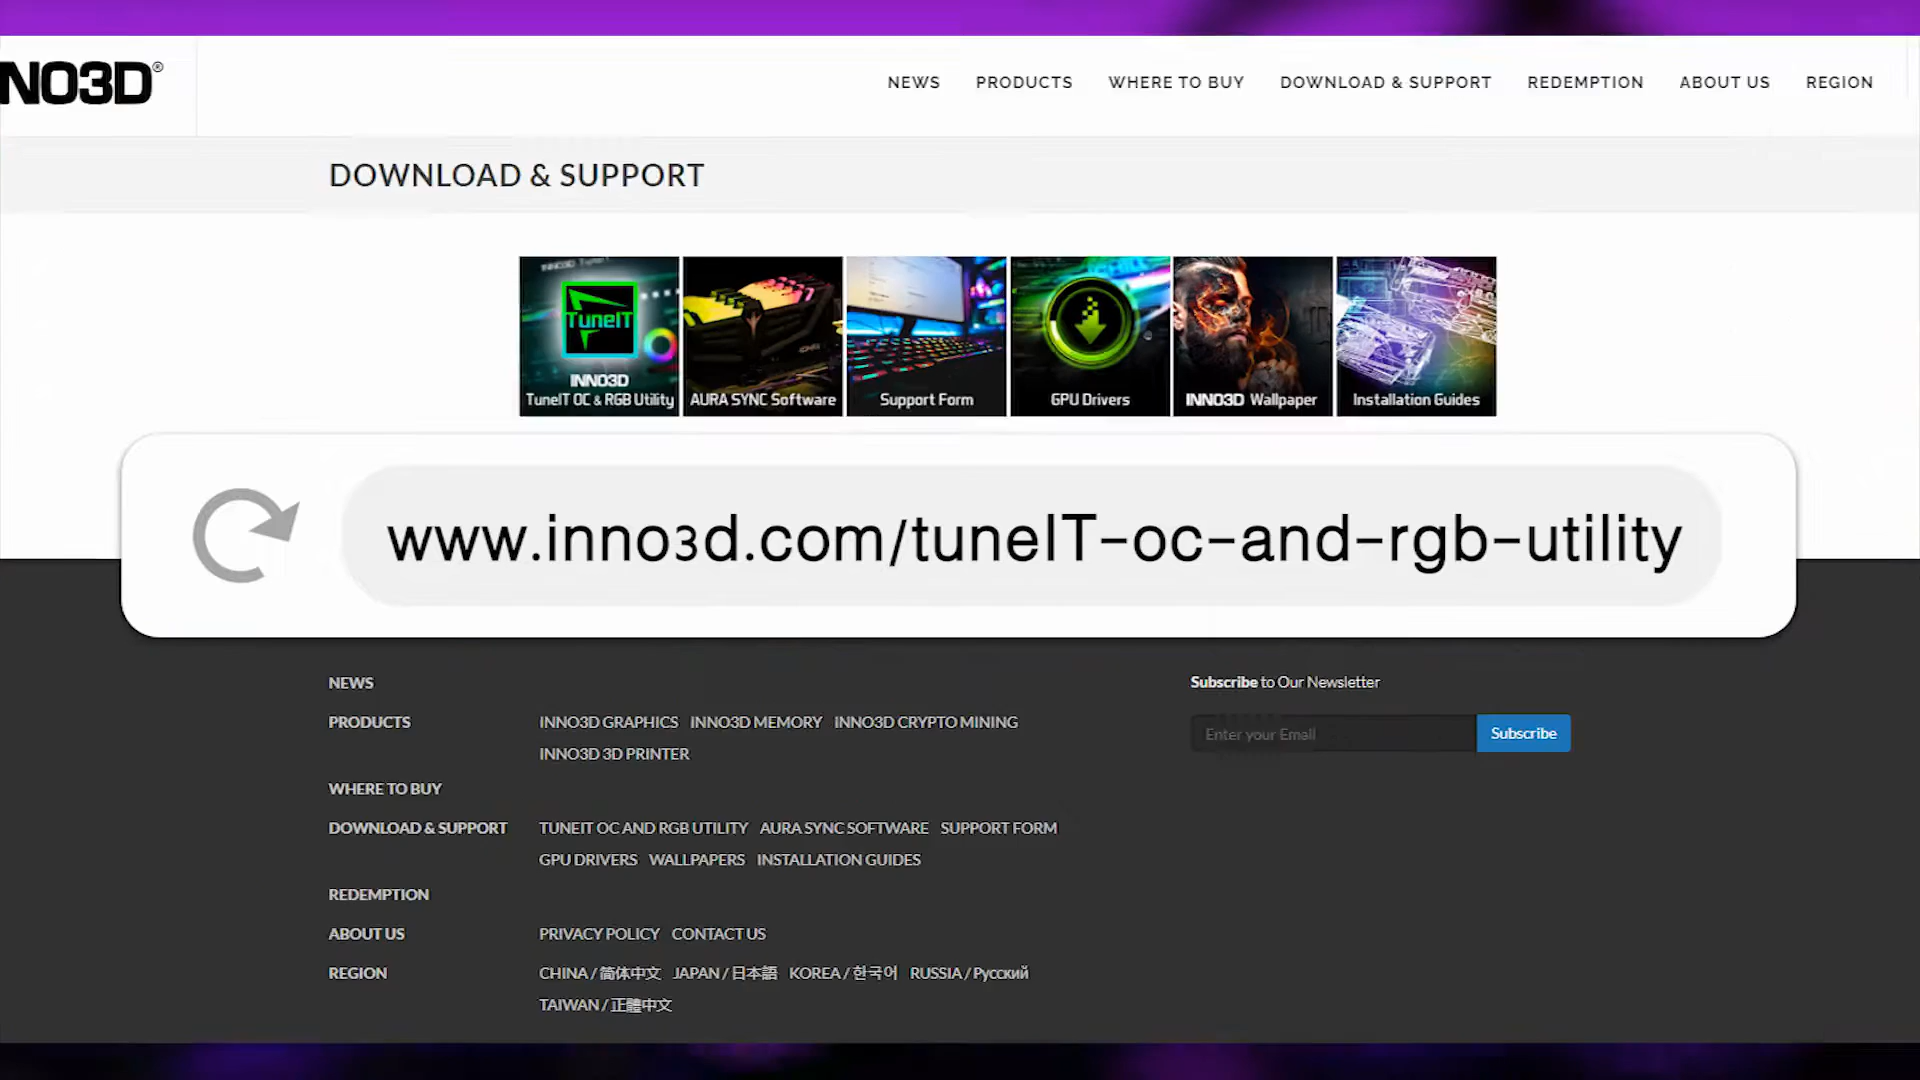 NO3D®
NEWS PRODUCTS WHERE TO BUY DOWNLOAD & SUPPORT REDEMPTION ABOUT US REGION
DOWNLOAD & SUPPORT
TuneIT
INNO3D
TuneIT OC & RGB Utility
AURA SYNC Software
Support Form
GPU Drivers
INNO3D Wallpaper
Installation Guides
www.inno3d.com/tuneIT-oc-and-rgb-utility
NEWS
PRODUCTS INNO3D GRAPHICS INNO3D MEMORY INNO3D CRYPTO MINING
INNO3D 3D PRINTER
WHERE TO BUY
DOWNLOAD & SUPPORT TUNEIT OC AND RGB UTILITY AURA SYNC SOFTWARE SUPPORT FORM
GPU DRIVERS WALLPAPERS INSTALLATION GUIDES
REDEMPTION
ABOUT US PRIVACY POLICY CONTACT US
REGION CHINA / 简体中文 JAPAN / 日本語 KOREA / 한국어 RUSSIA / Русский
TAIWAN / 正體中文
Subscribe to Our Newsletter
Enter your Email Subscribe